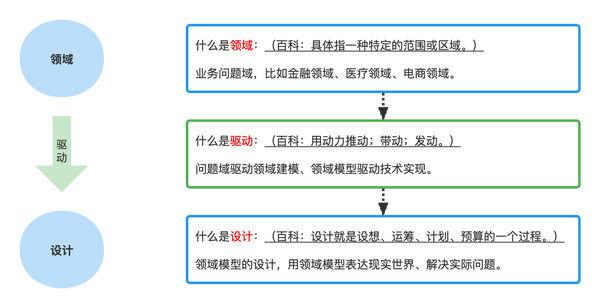 领域
驱
动
设计
什么是领域：（百科：具体指一种特定的范围或区域。）
业务问题域，比如金融领域、医疗领域、电商领域。
什么是驱动：（百科：用动力推动；带动；发动。）
问题域驱动领域建模、领域模型驱动技术实现。
什么是设计：（百科：设计就是设想、运筹、计划、预算的一个过程。）
领域模型的设计，用领域模型表达现实世界、解决实际问题。